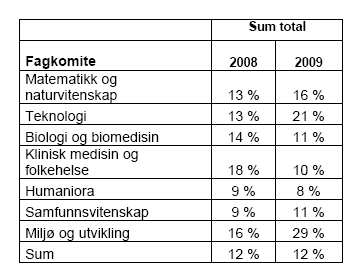 Sum total
Fagkomite 2008 2009
Matematikk og
naturvitenskap 13 % 16 %
Teknologi 13 % 21 %
Biologi og biomedisin 14 % 11 %
Klinisk medisin og
folkehelse 18 % 10 %
Humaniora 9 % 8 %
Samfunnsvitenskap 9 % 11 %
Miljø og utvikling 16 % 29 %
Sum 12 % 12 %